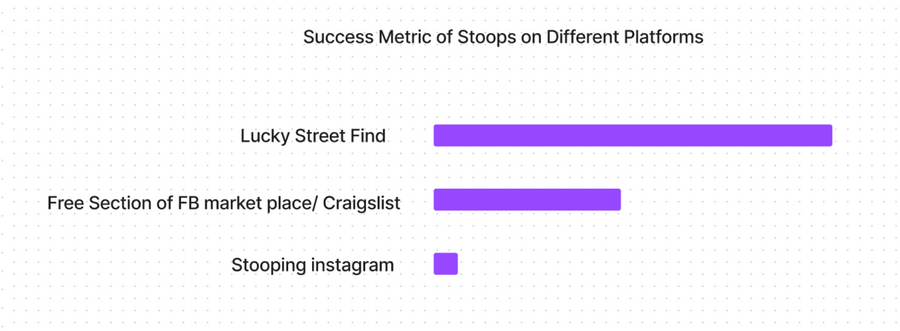 Success Metric of Stoops on Different Platforms
Lucky Street Find
Free Section of FB market place/ Craigslist
Stooping instagram